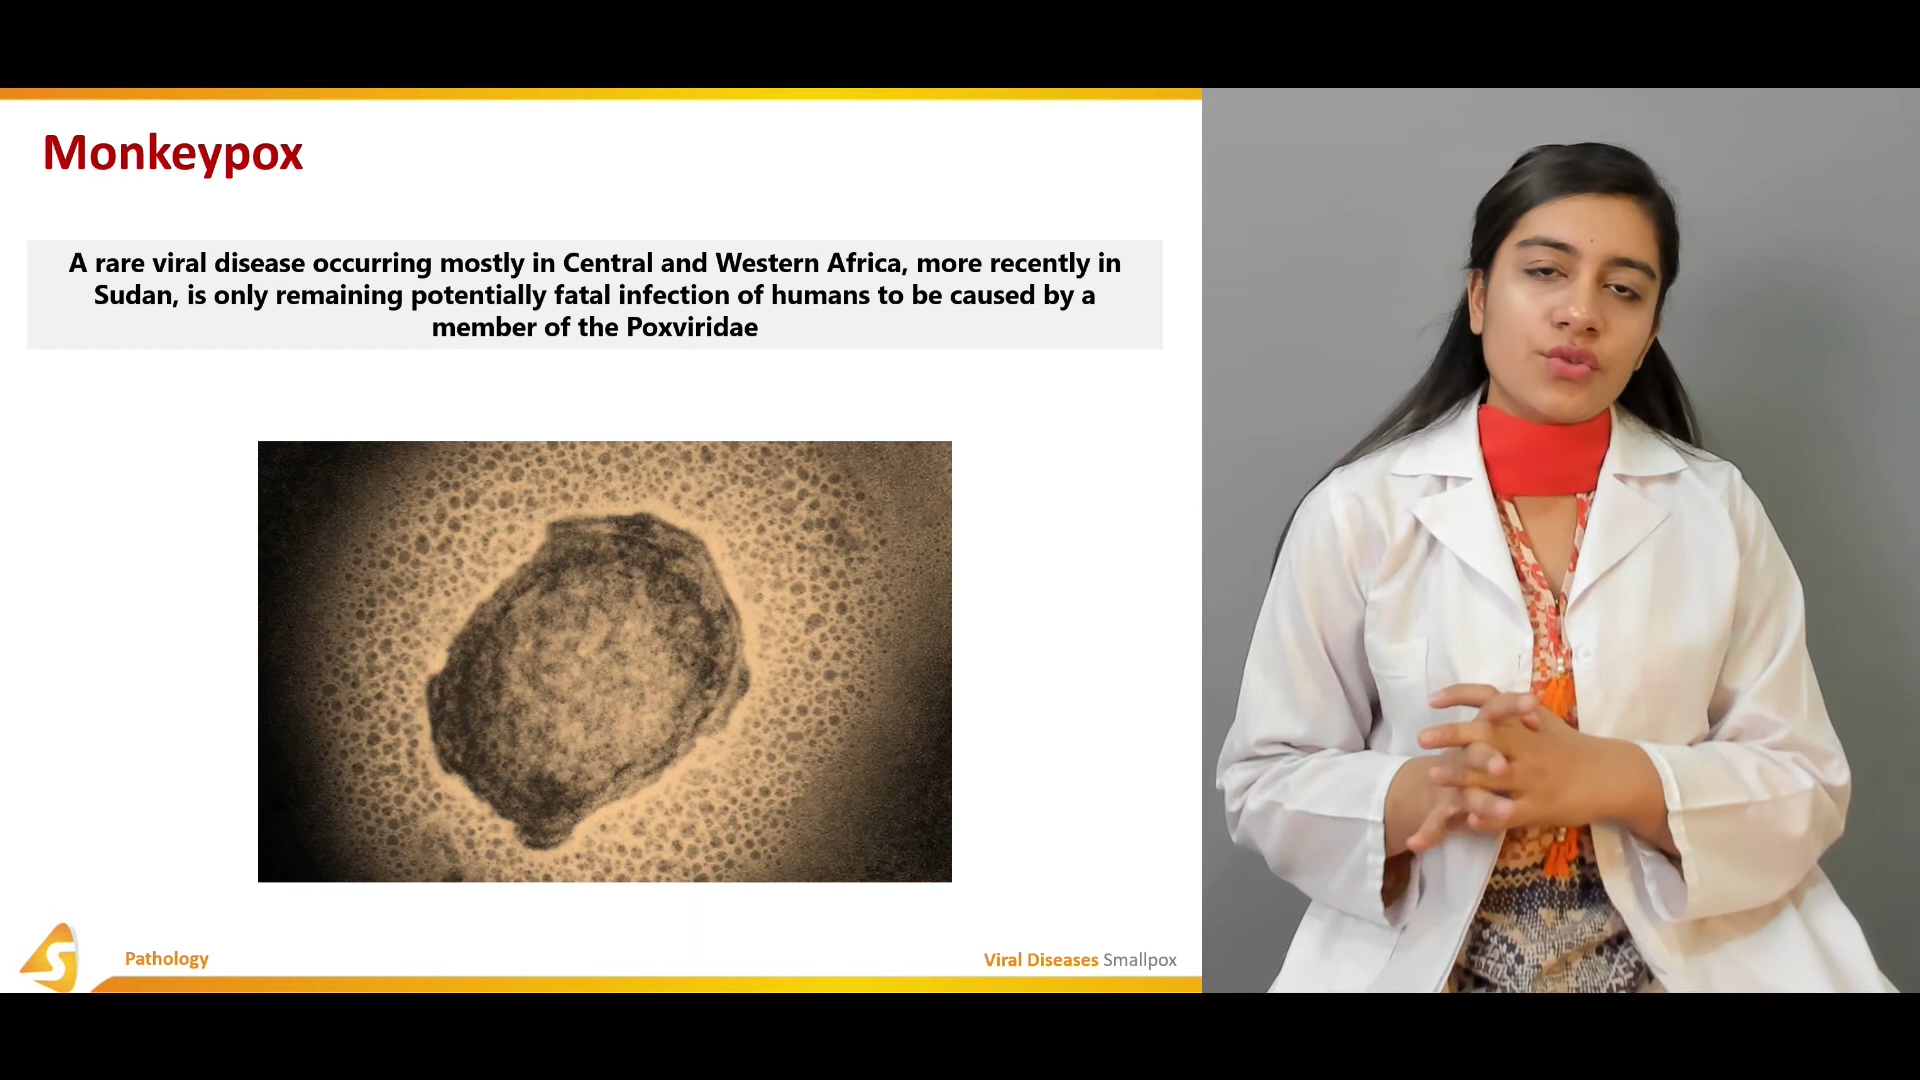 Monkeypox
A rare viral disease occurring mostly in Central and Western Africa, more recently in
Sudan, is only remaining potentially fatal infection of humans to be caused by a
member of the Poxviridae
Pathology
Viral Diseases Smallpox